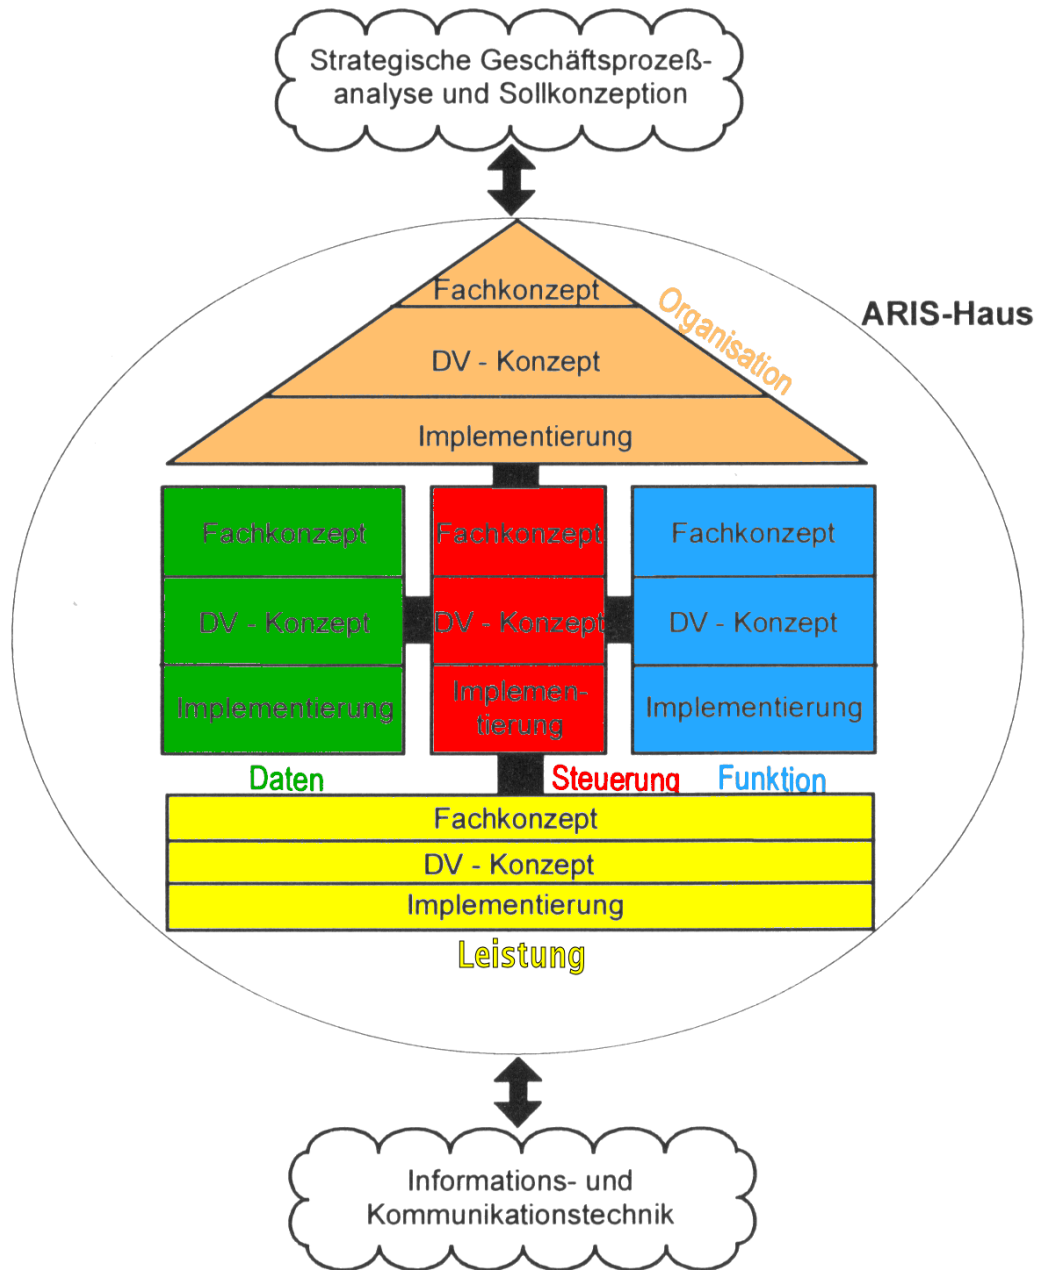 Strategische Geschäftsprozeß-
analyse und Sollkonzeption
ARIS-Haus
Organisation
Fachkonzept
DV - Konzept
Implementierung
Fachkonzept
DV - Konzept
Implementierung
Daten
Fachkonzept
DV - Konzept
Implemen-
tierung
Steuerung
Fachkonzept
DV - Konzept
Implementierung
Funktion
Fachkonzept
DV - Konzept
Implementierung
Leistung
Informations- und
Kommunikationstechnik